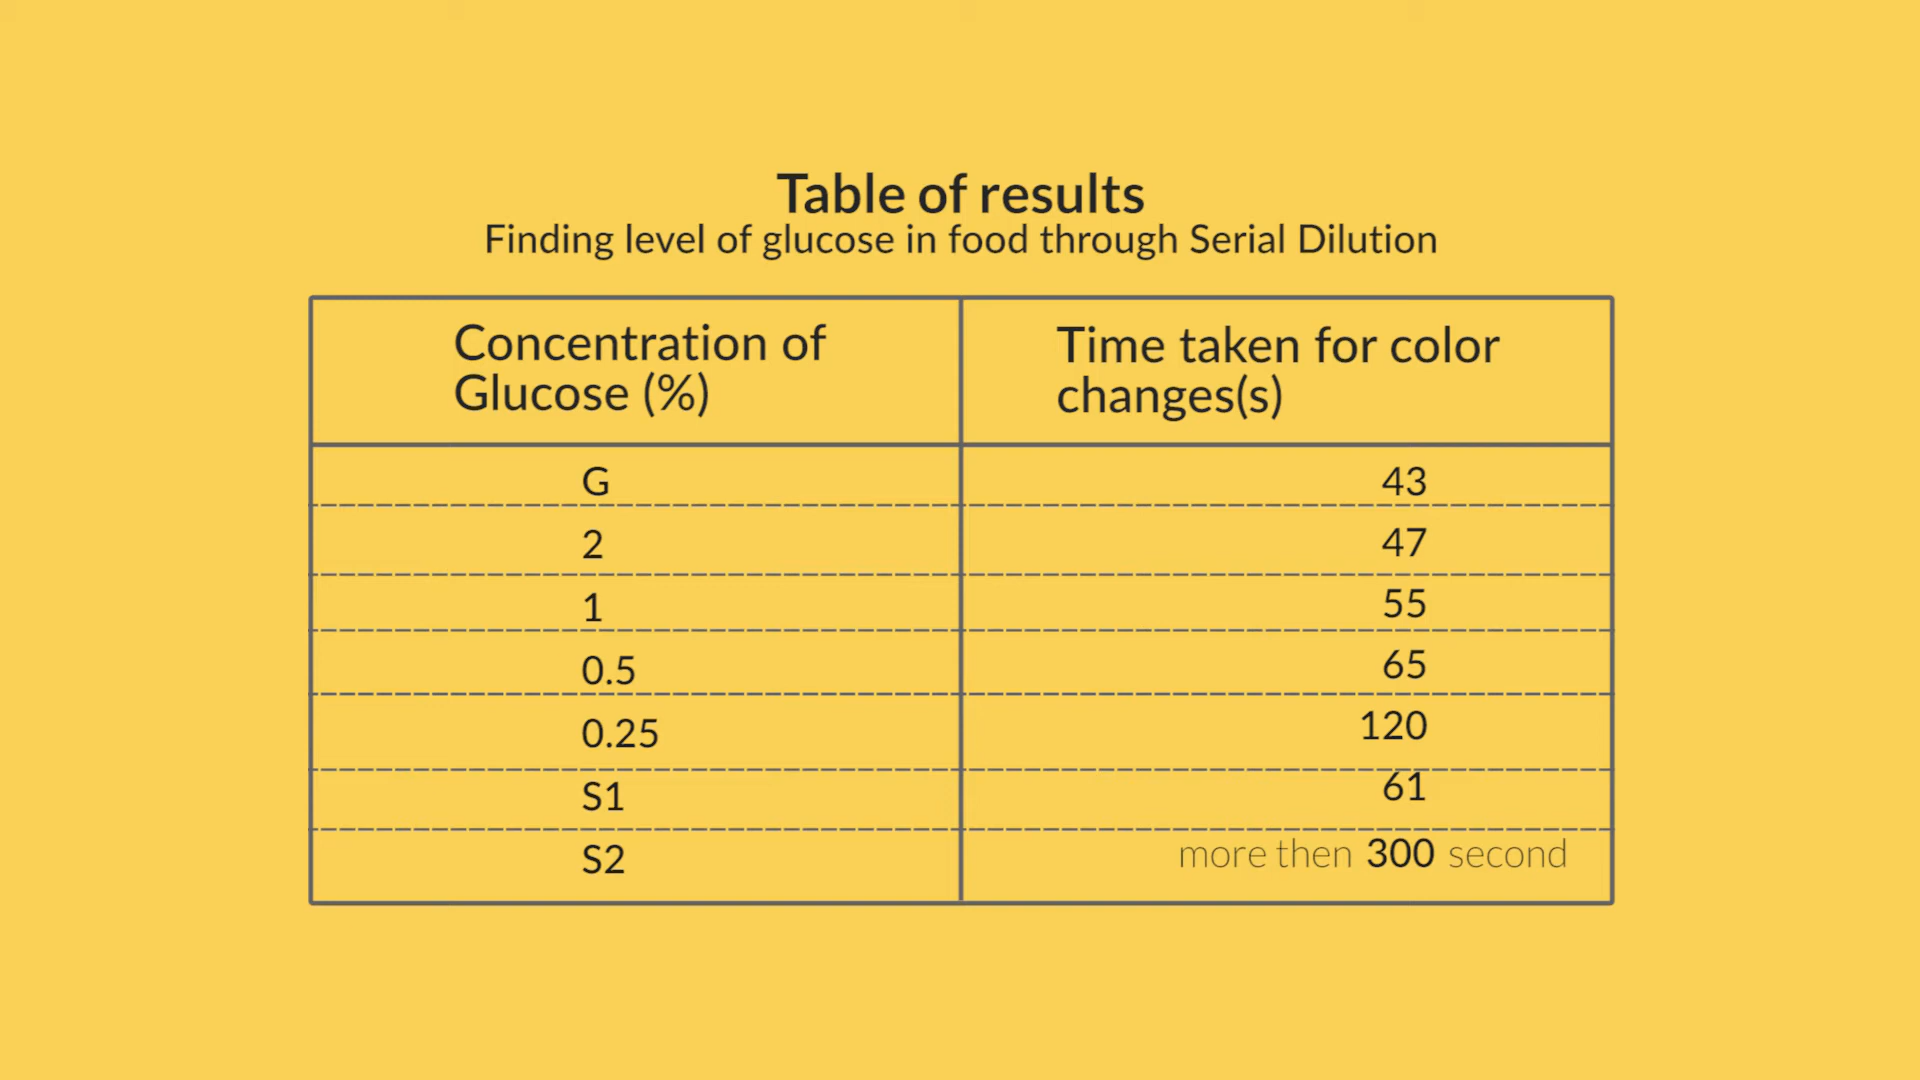 Table of results
Finding level of glucose in food through Serial Dilution
Concentration of
Glucose (%)
Time taken for color
changes(s)
G 43
2 47
1 55
0.5 65
0.25 120
S1 61
S2 more then 300 second